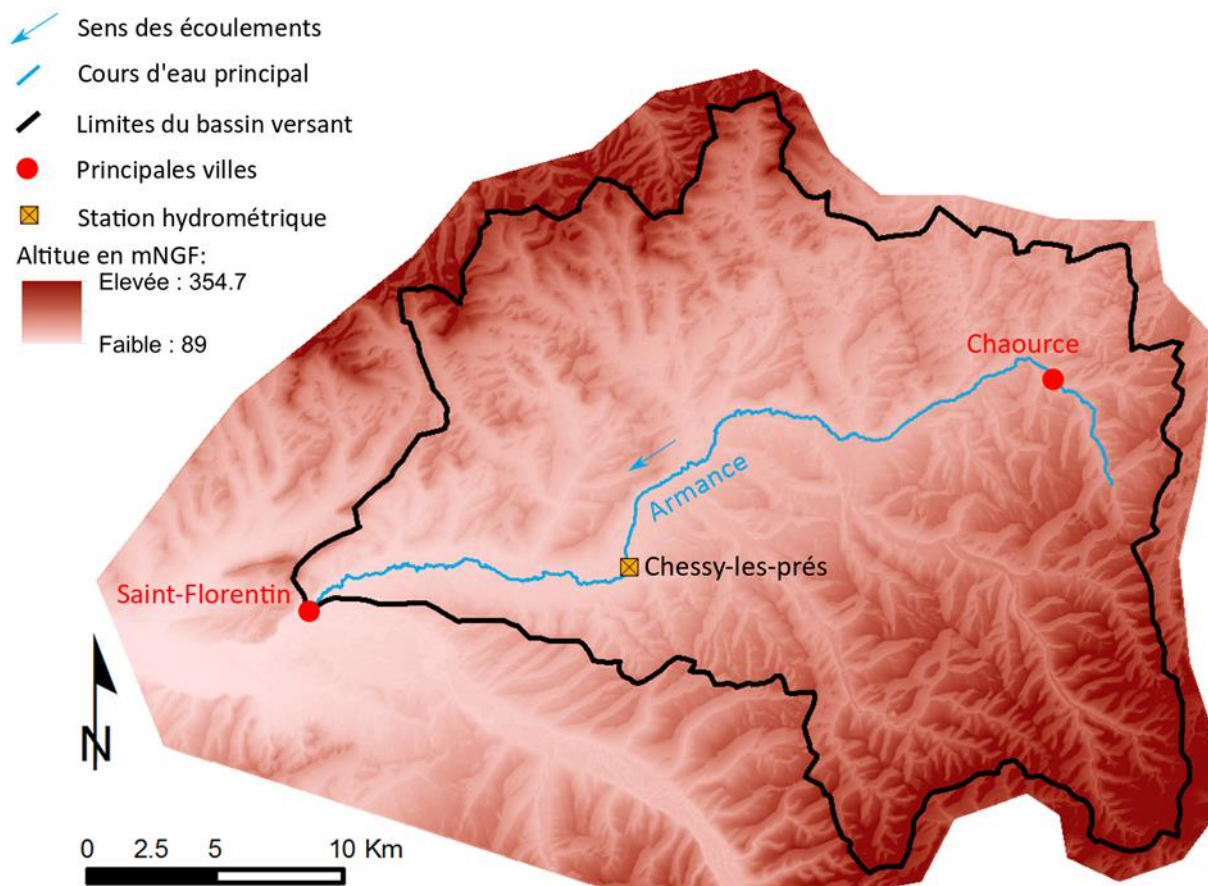 Sens des écoulements
Cours d'eau principal
Limites du bassin versant
Principales villes
Station hydrométrique
Altitue en mNGF:
Elevée : 354.7
Faible : 89
Chaource
Armance
Chessy-les-prés
Saint-Florentin
N
0 2.5 5 10 Km